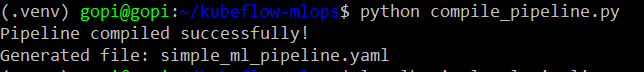 (.venv) gopi@gopi:~/kubeflow-mlops$ python compile_pipeline.py
Pipeline compiled successfully!
Generated file: simple_ml_pipeline.yaml